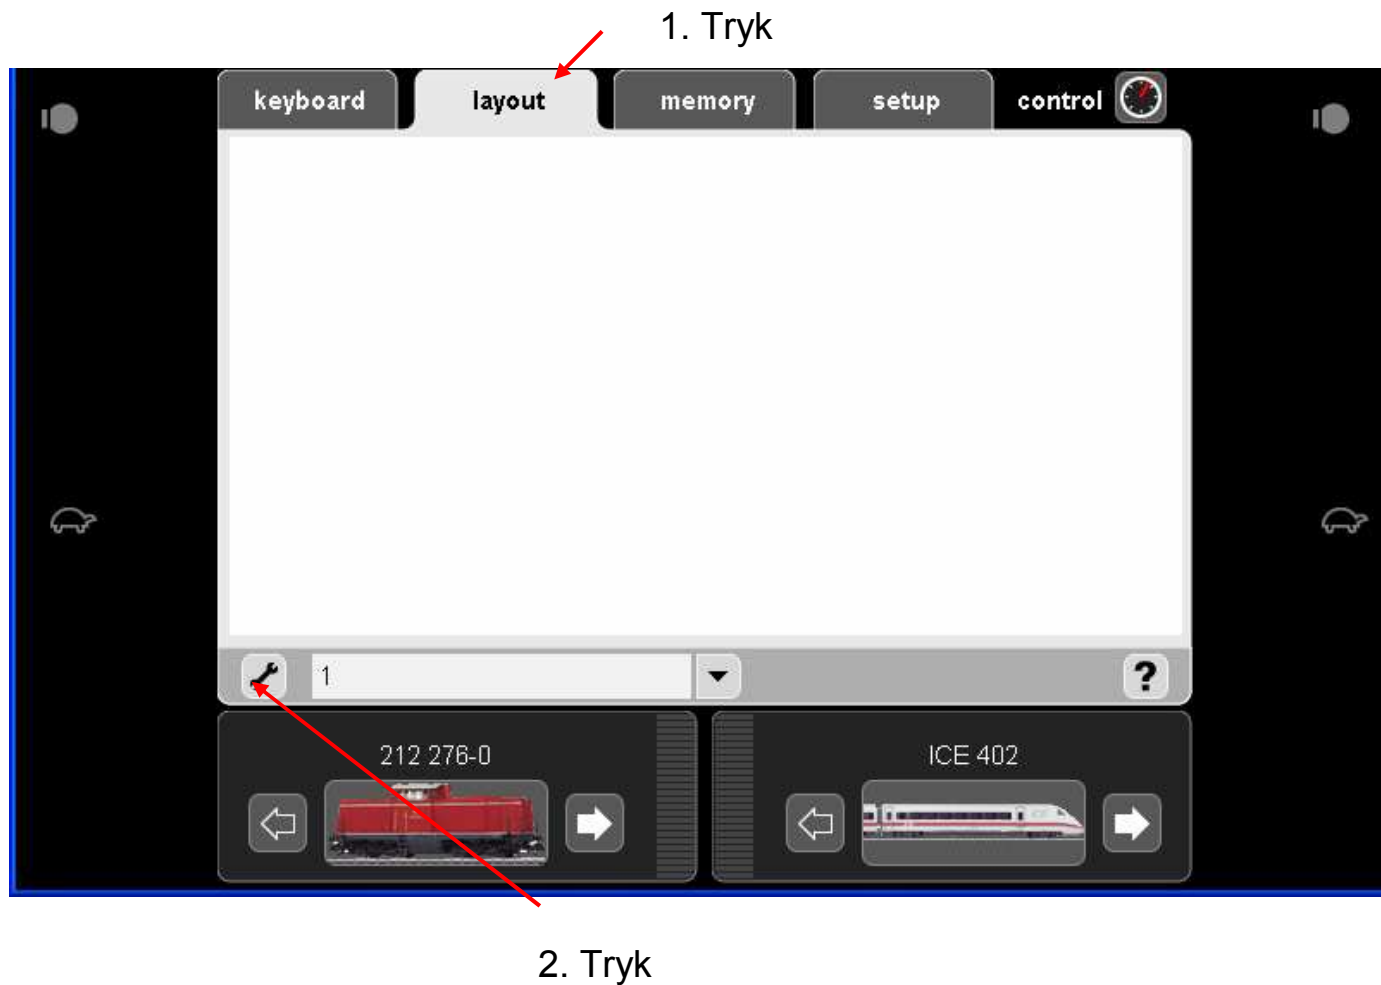 1. Tryk
keyboard layout memory setup control
1
?
212 276-0 ICE 402
2. Tryk